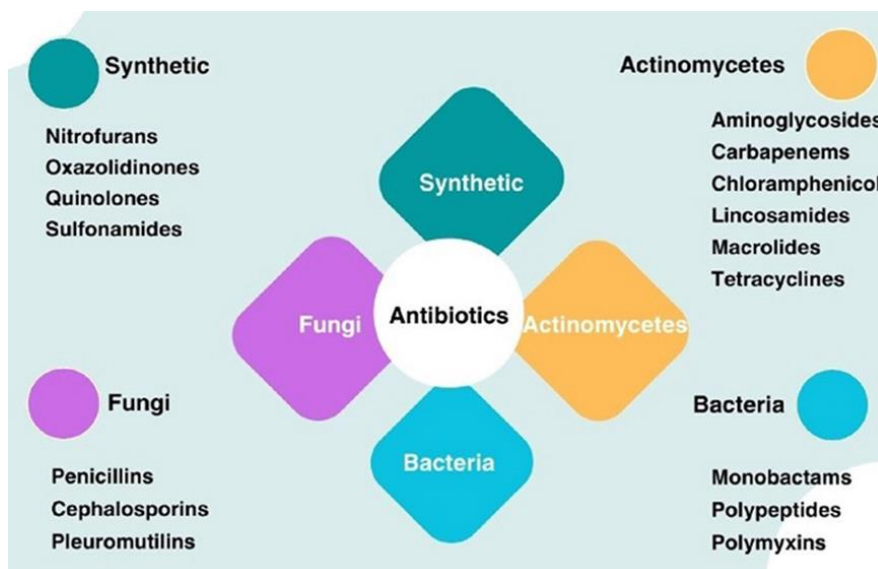 Synthetic
Nitrofurans
Oxazolidinones
Quinolones
Sulfonamides
Actinomycetes
Aminoglycosides
Carbapenems
Chloramphenicol
Lincosamides
Macrolides
Tetracyclines
Synthetic
Fungi
Antibiotics
Actinomycetes
Bacteria
Fungi
Penicillins
Cephalosporins
Pleuromutilins
Bacteria
Monobactams
Polypeptides
Polymyxins